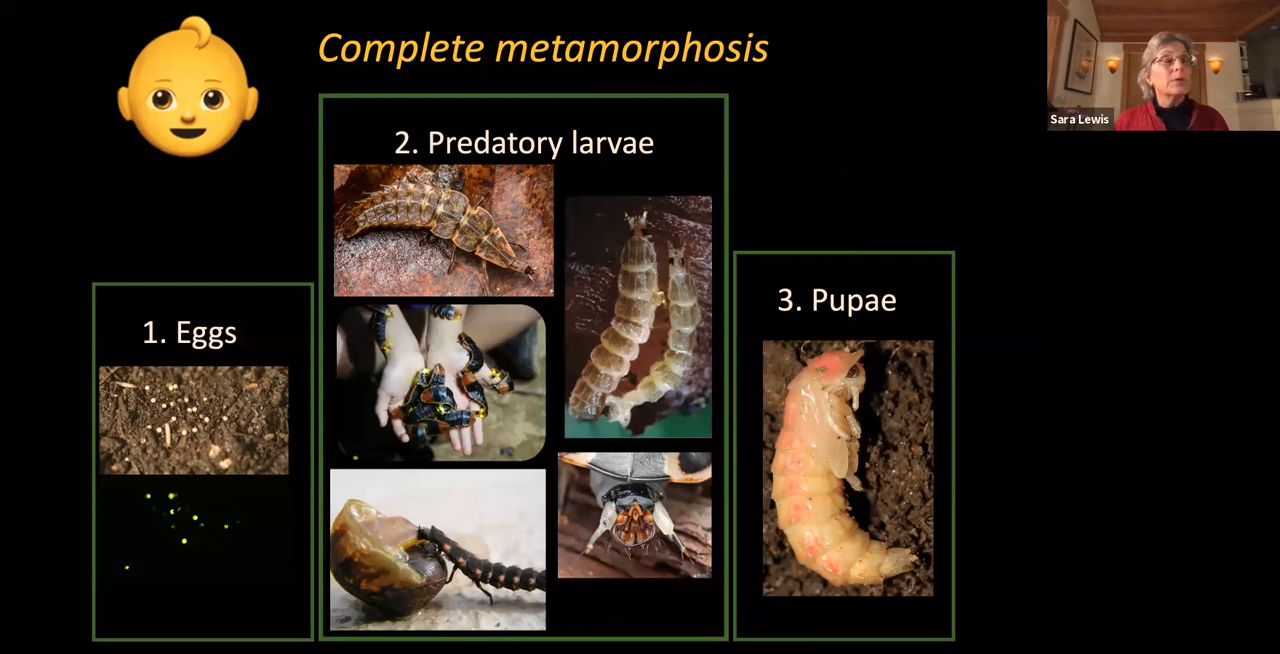 Complete metamorphosis
Sara Lewis
2. Predatory larvae
1. Eggs
3. Pupae